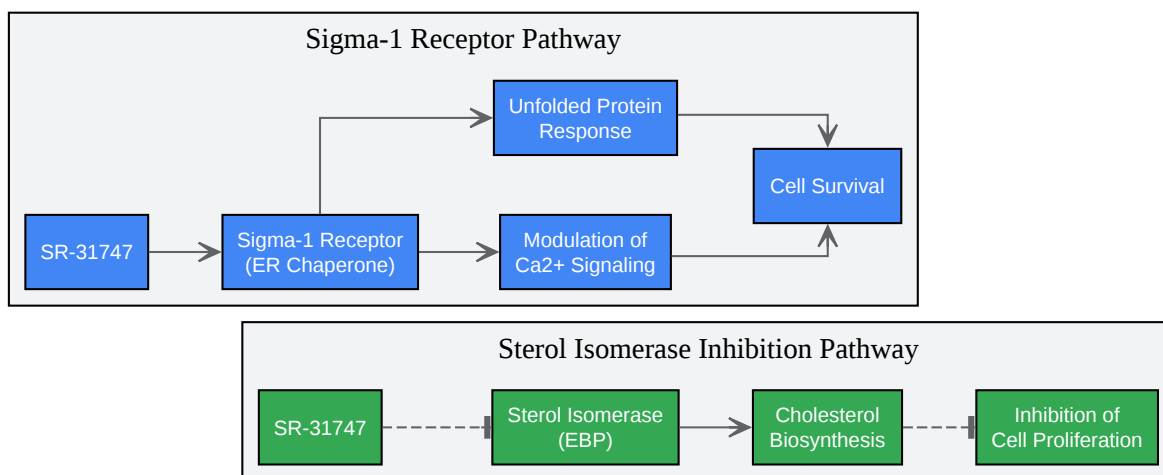 Sigma-1 Receptor Pathway
Unfolded Protein
Response
Cell Survival
SR-31747
Sigma-1 Receptor
(ER Chaperone)
Modulation of
Ca2+ Signaling
Sterol Isomerase Inhibition Pathway
SR-31747
Sterol Isomerase
(EBP)
Cholesterol
Biosynthesis
Inhibition of
Cell Proliferation